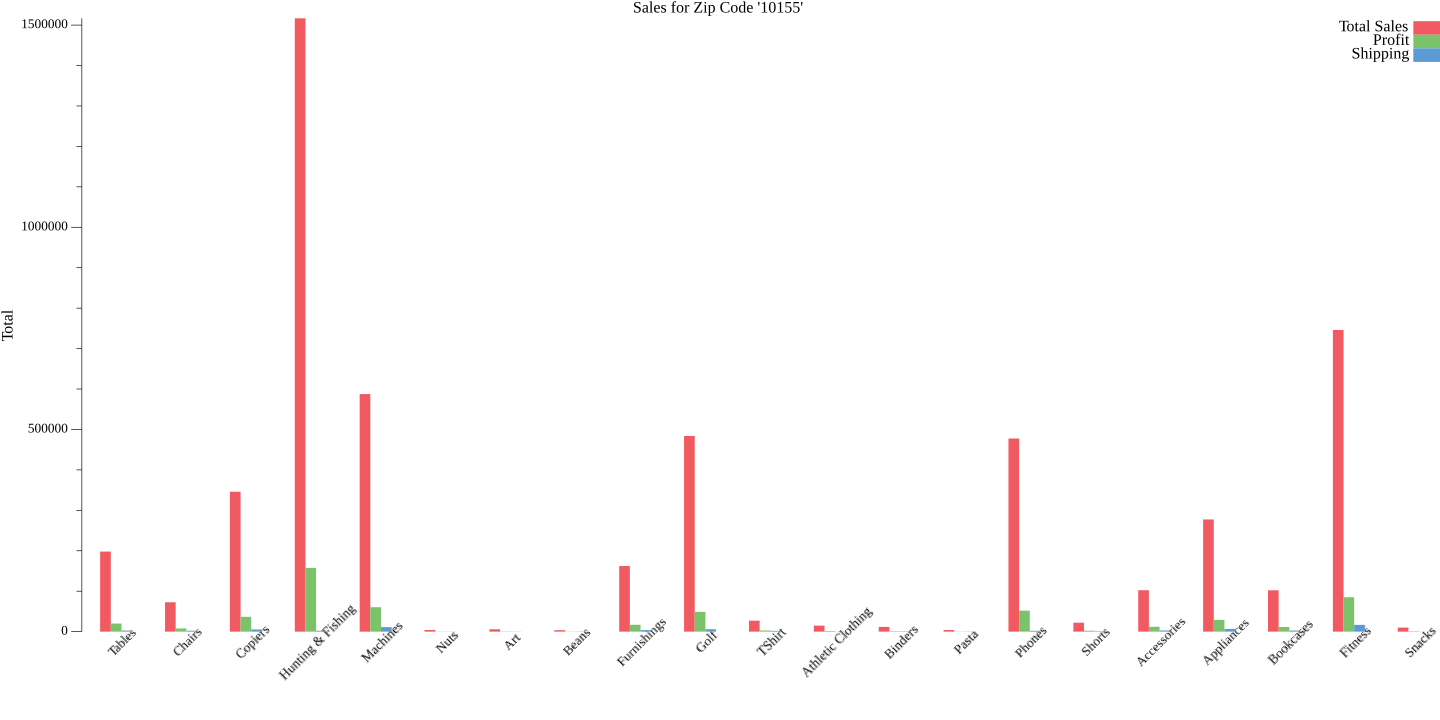 Sales for Zip Code '10155'
Total Sales
Profit
Shipping
Total
1500000
1000000
500000
0
Tables
Chairs
Copiers
Hunting & Fishing
Machines
Nuts
Art
Beans
Furnishings
Golf
TShirt
Athletic Clothing
Binders
Pasta
Phones
Shorts
Accessories
Appliances
Bookcases
Fitness
Snacks